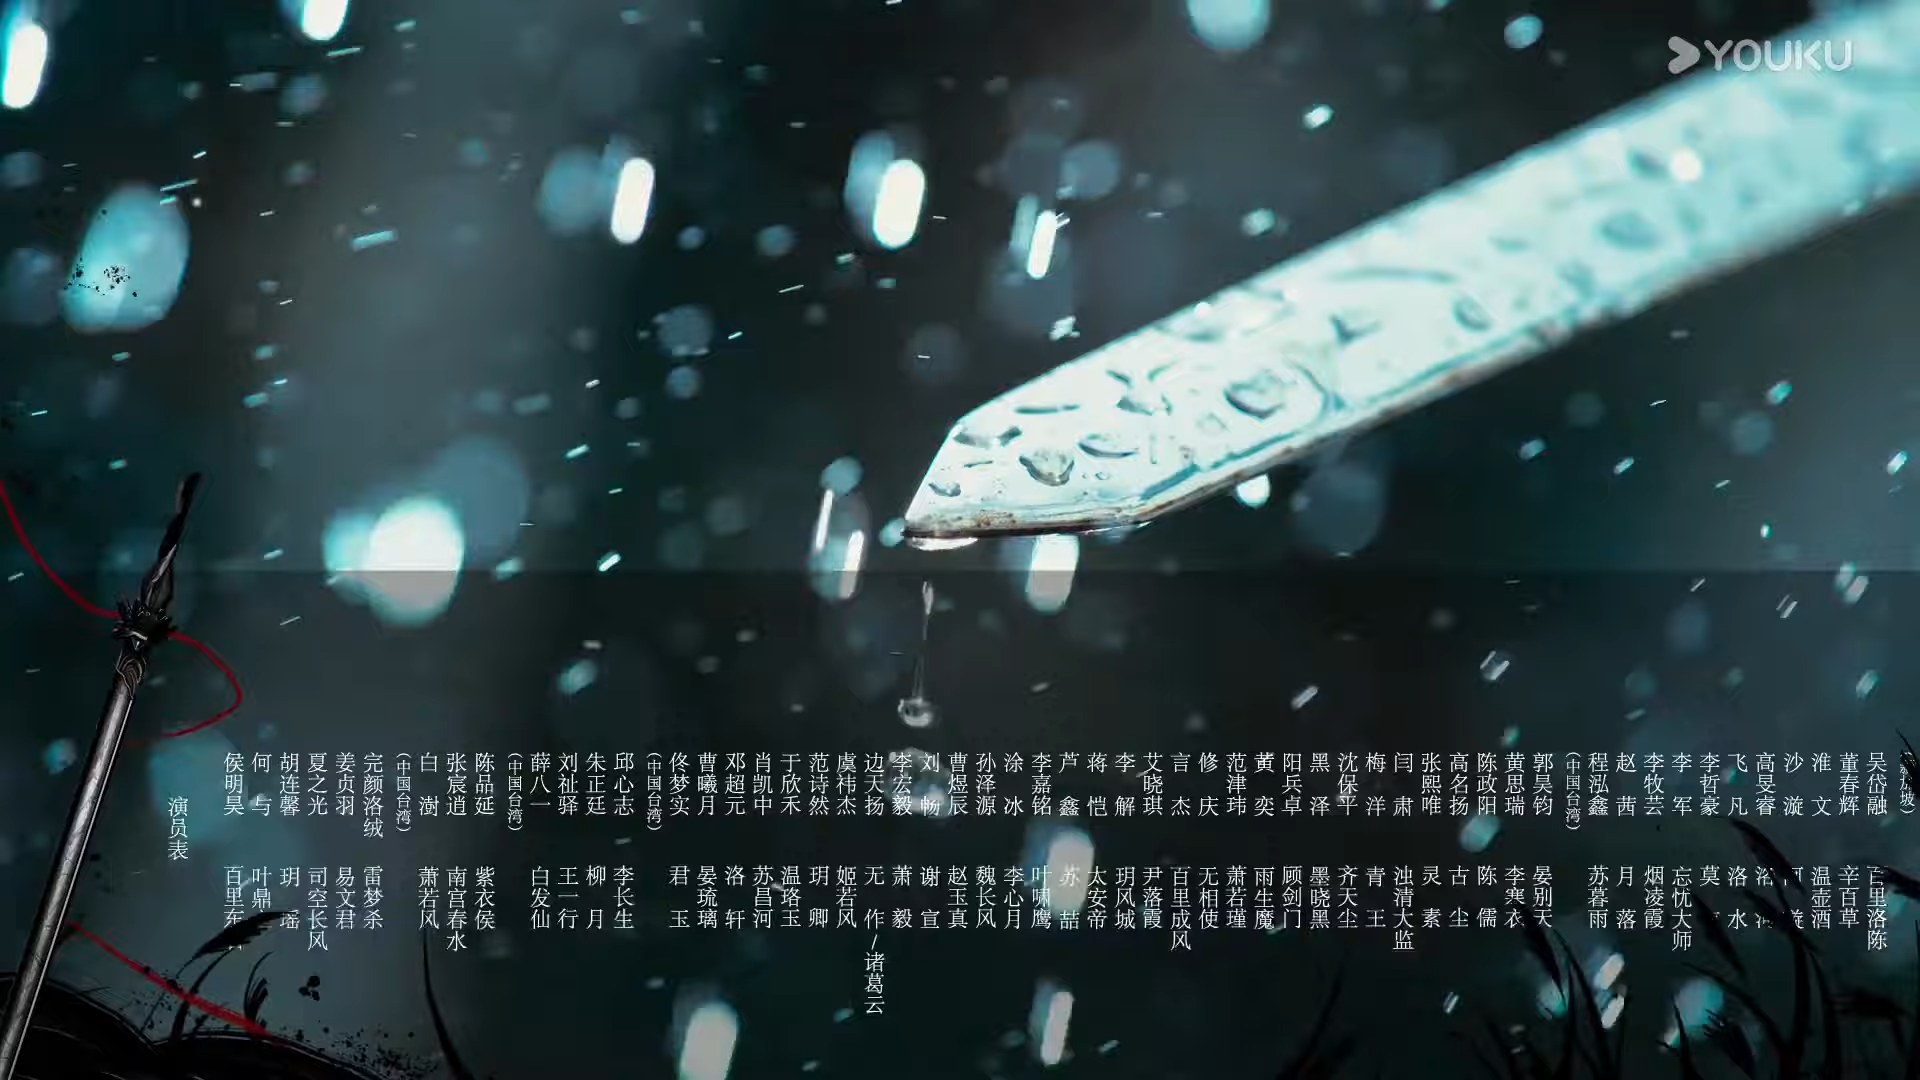 YOUKU
演员表
侯明昊 百里东
何与 叶鼎
胡连馨 玥瑶
夏之光 司空长风
姜贞羽 易文君
完颜洛绒 雷梦杀
(中国台湾)
白澍 萧若风
张宸逍 南宫春水
陈品延 紫衣侯
(中国台湾)
薛八一 白发仙
刘祉驿 王一行
朱正廷 柳月
邱心志 李长生
(中国台湾)
佟梦实 君玉
曹曦月 晏琉璃
邓超元 洛轩
肖凯中 苏昌河
于欣禾 温珞玉
范诗然 玥卿
虞祎杰 姬若风
边天扬 无作/诸葛云
李宏毅 萧毅
刘畅 谢宣
曹煜辰 赵玉真
孙泽源 魏长风
涂冰 李心月
李嘉铭 叶啸鹰
芦鑫 苏喆
蒋恺 太安帝
李解 玥风城
艾晓琪 尹落霞
言杰 百里成风
修庆 无相使
范津玮 萧若瑾
黄奕 雨生魔
阳兵卓 顾剑门
黑泽 墨晓黑
沈保平 齐天尘
梅洋 青王
闫肃 浊清大监
张熙唯 灵素
高名扬 古尘
陈政阳 陈儒
黄思瑞 李寒衣
郭昊钧 晏别天
(中国台湾)
程泓鑫 苏暮雨
赵茜 月落
李牧芸 烟凌霞
李军 忘忧大师
李哲豪 莫
飞凡 洛水
高旻睿
沙漩
淮文 温壶酒
董春辉 辛百草
吴岱融 百里洛陈